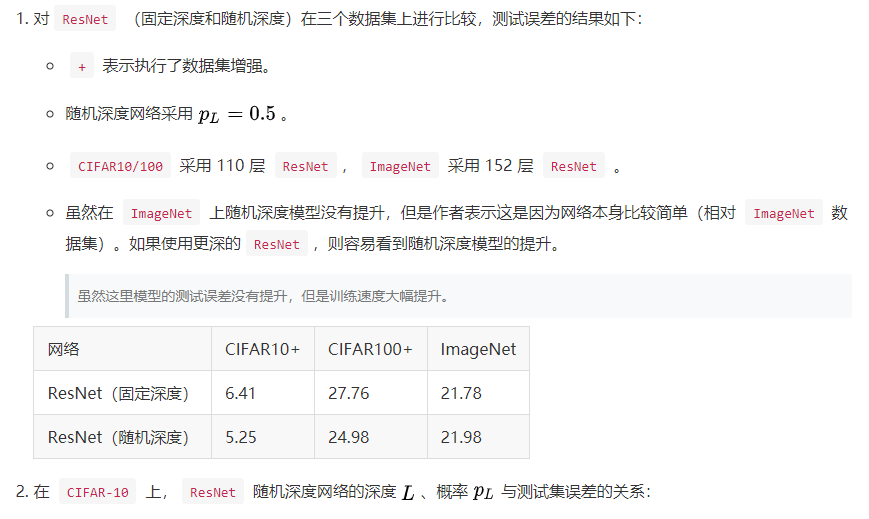 1. 对 ResNet （固定深度和随机深度）在三个数据集上进行比较，测试误差的结果如下：
+ 表示执行了数据集增强。
随机深度网络采用 p_L = 0.5 。
CIFAR10/100 采用 110 层 ResNet ， ImageNet 采用 152 层 ResNet 。
虽然在 ImageNet 上随机深度模型没有提升，但是作者表示这是因为网络本身比较简单（相对 ImageNet 数
据集）。如果使用更深的 ResNet ，则容易看到随机深度模型的提升。
虽然这里模型的测试误差没有提升，但是训练速度大幅提升。
网络 CIFAR10+ CIFAR100+ ImageNet
ResNet（固定深度） 6.41 27.76 21.78
ResNet（随机深度） 5.25 24.98 21.98
2. 在 CIFAR-10 上， ResNet 随机深度网络的深度 L 、概率 p_L 与测试集误差的关系：